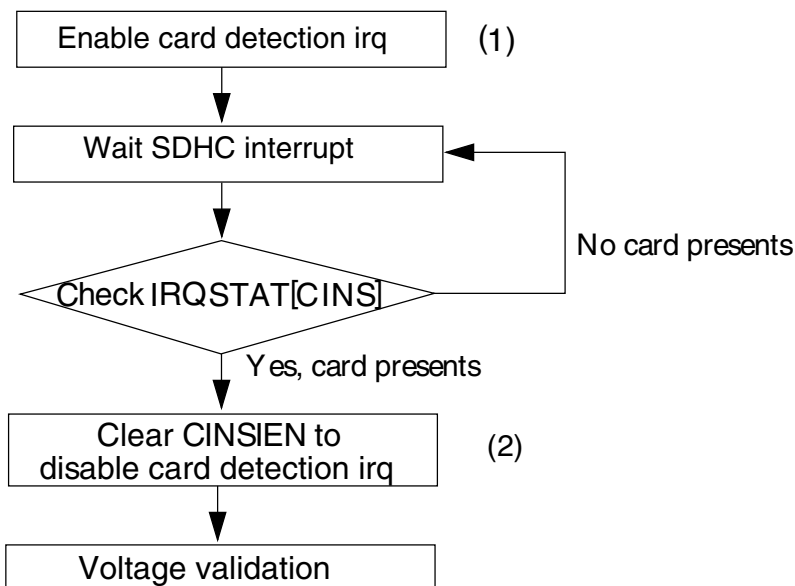 Enable card detection irq
(1)
Wait SDHC interrupt
No card presents
Check IRQSTAT[CINS]
Yes, card presents
Clear CINSIEN to
disable card detection irq
(2)
Voltage validation